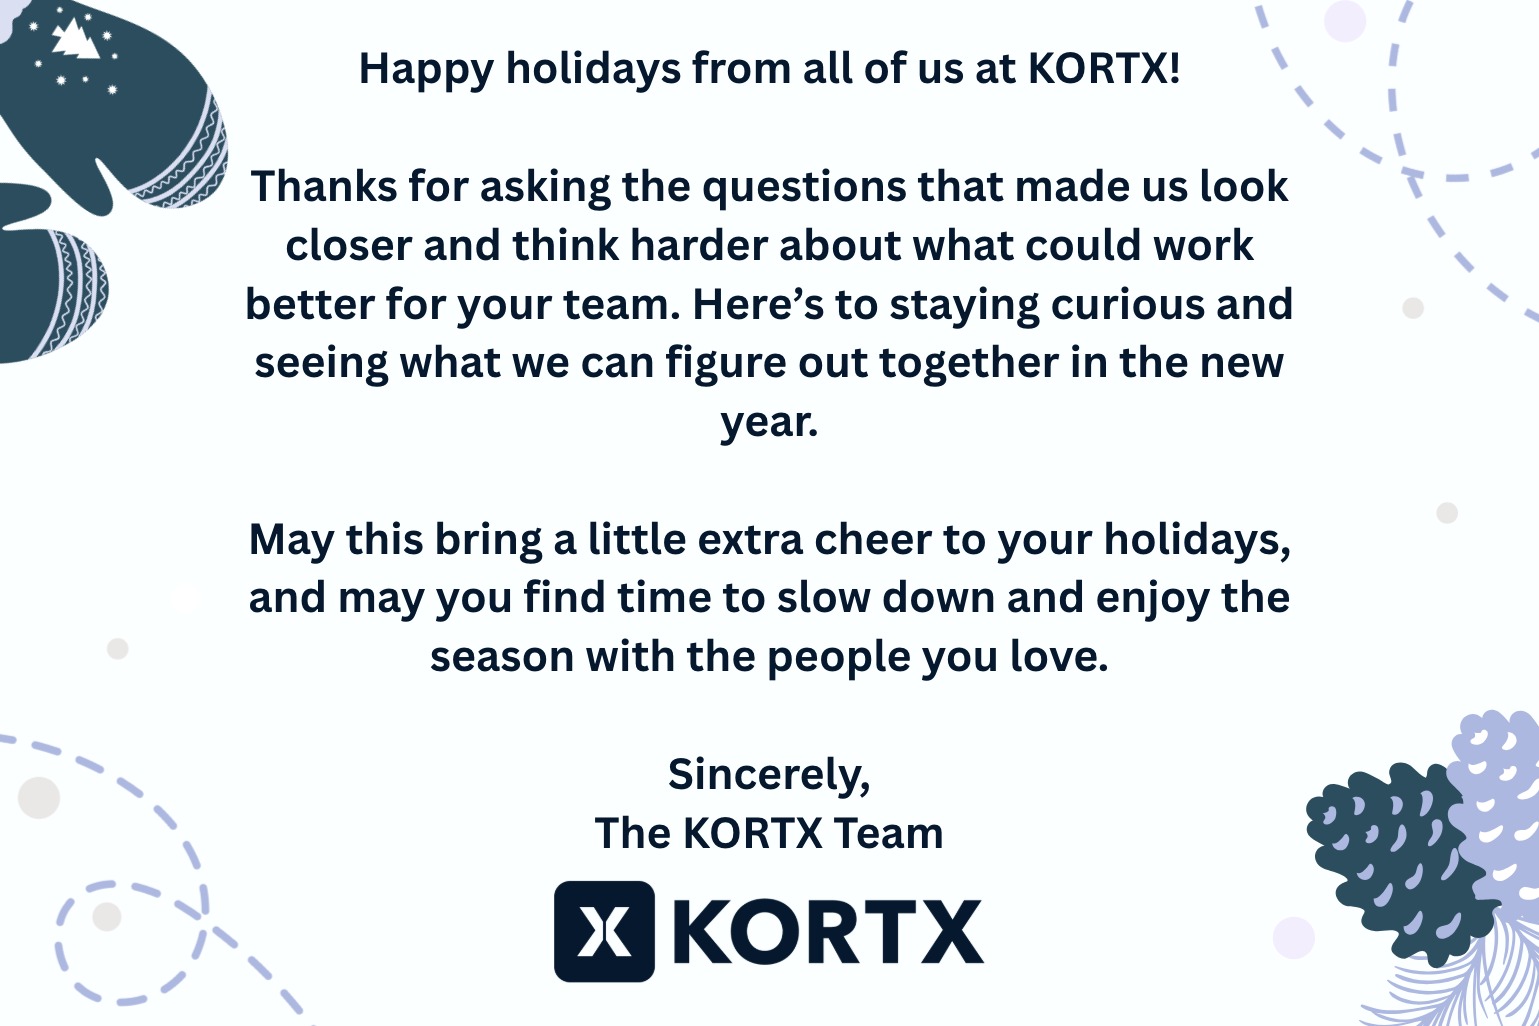 Happy holidays from all of us at KORTX!
Thanks for asking the questions that made us look
closer and think harder about what could work
better for your team. Here’s to staying curious and
seeing what we can figure out together in the new
year.
May this bring a little extra cheer to your holidays,
and may you find time to slow down and enjoy the
season with the people you love.
Sincerely,
The KORTX Team
X KORTX